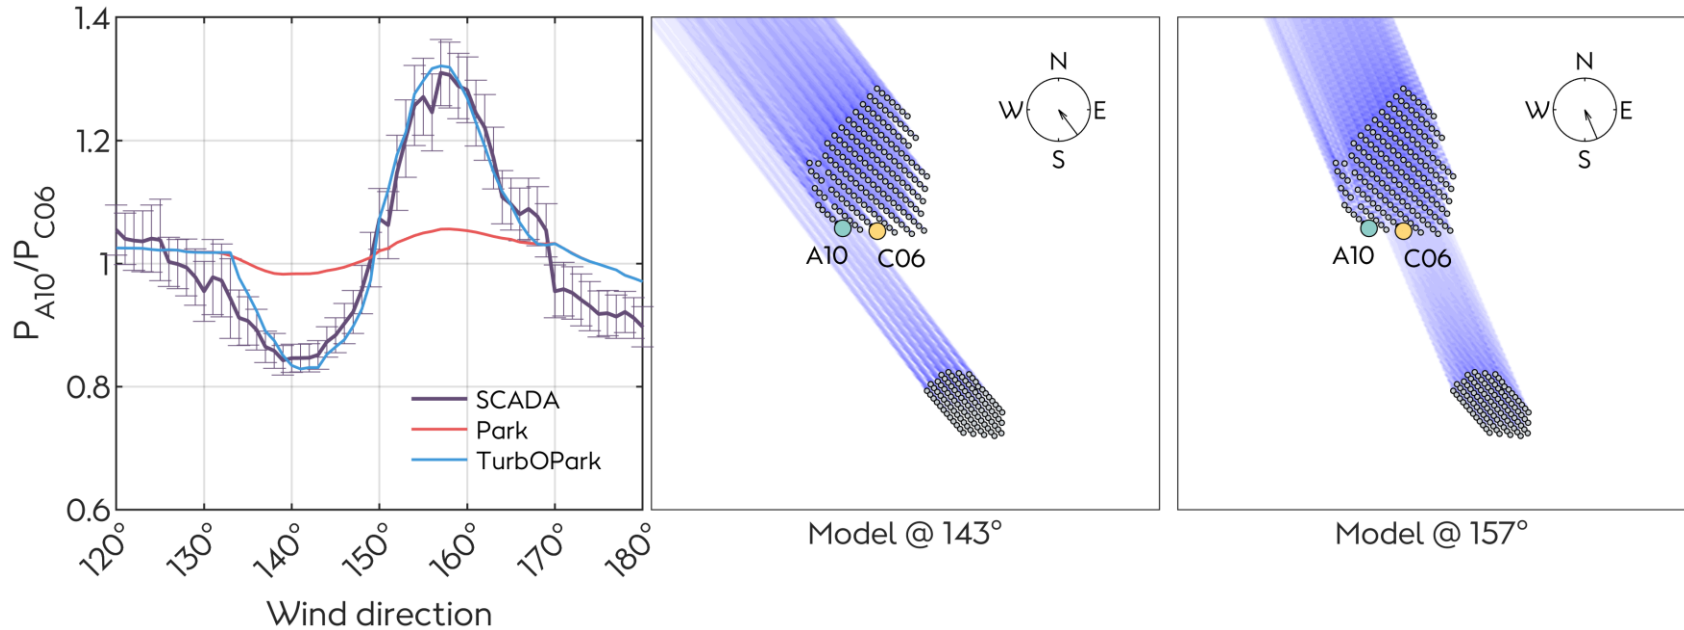 1.4
1.2
1
0.8
0.6
P_A10/P_C06
120°
130°
140°
150°
160°
170°
180°
Wind direction
SCADA
Park
TurbOPark
N
W E
S
A10 C06
Model @ 143°
N
W E
S
A10 C06
Model @ 157°